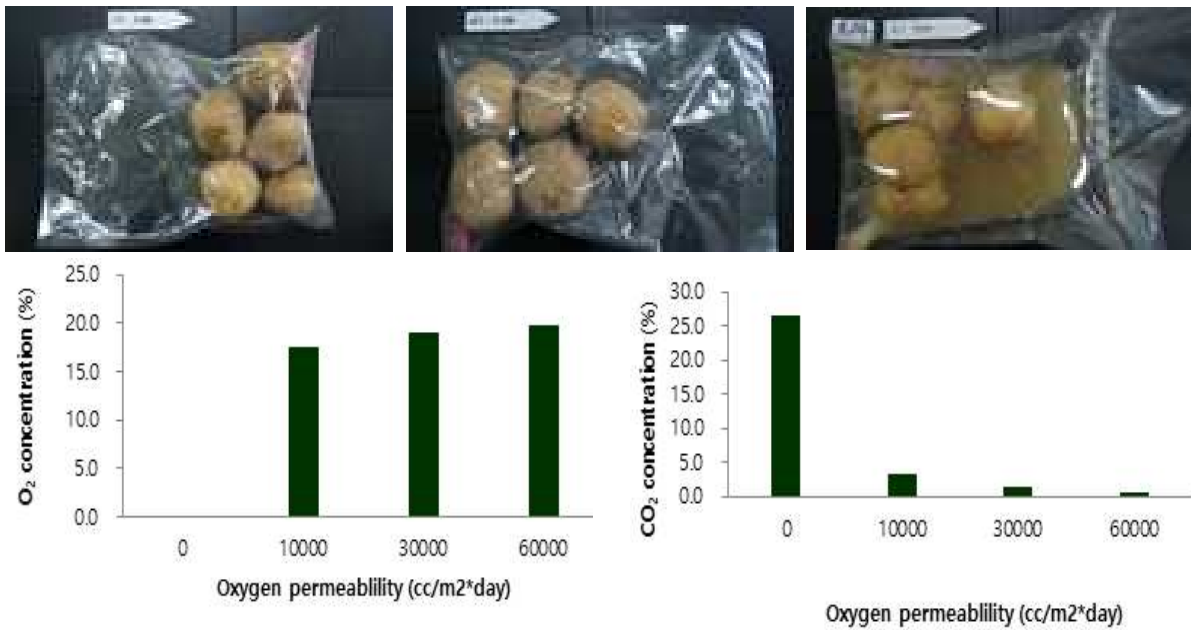 25.0
20.0
15.0
10.0
5.0
0.0
O₂ concentration (%)
0 10000 30000 60000
Oxygen permeablility (cc/m2*day)
30.0
25.0
20.0
15.0
10.0
5.0
0.0
CO₂ concentration (%)
0 10000 30000 60000
Oxygen permeablility (cc/m2*day)